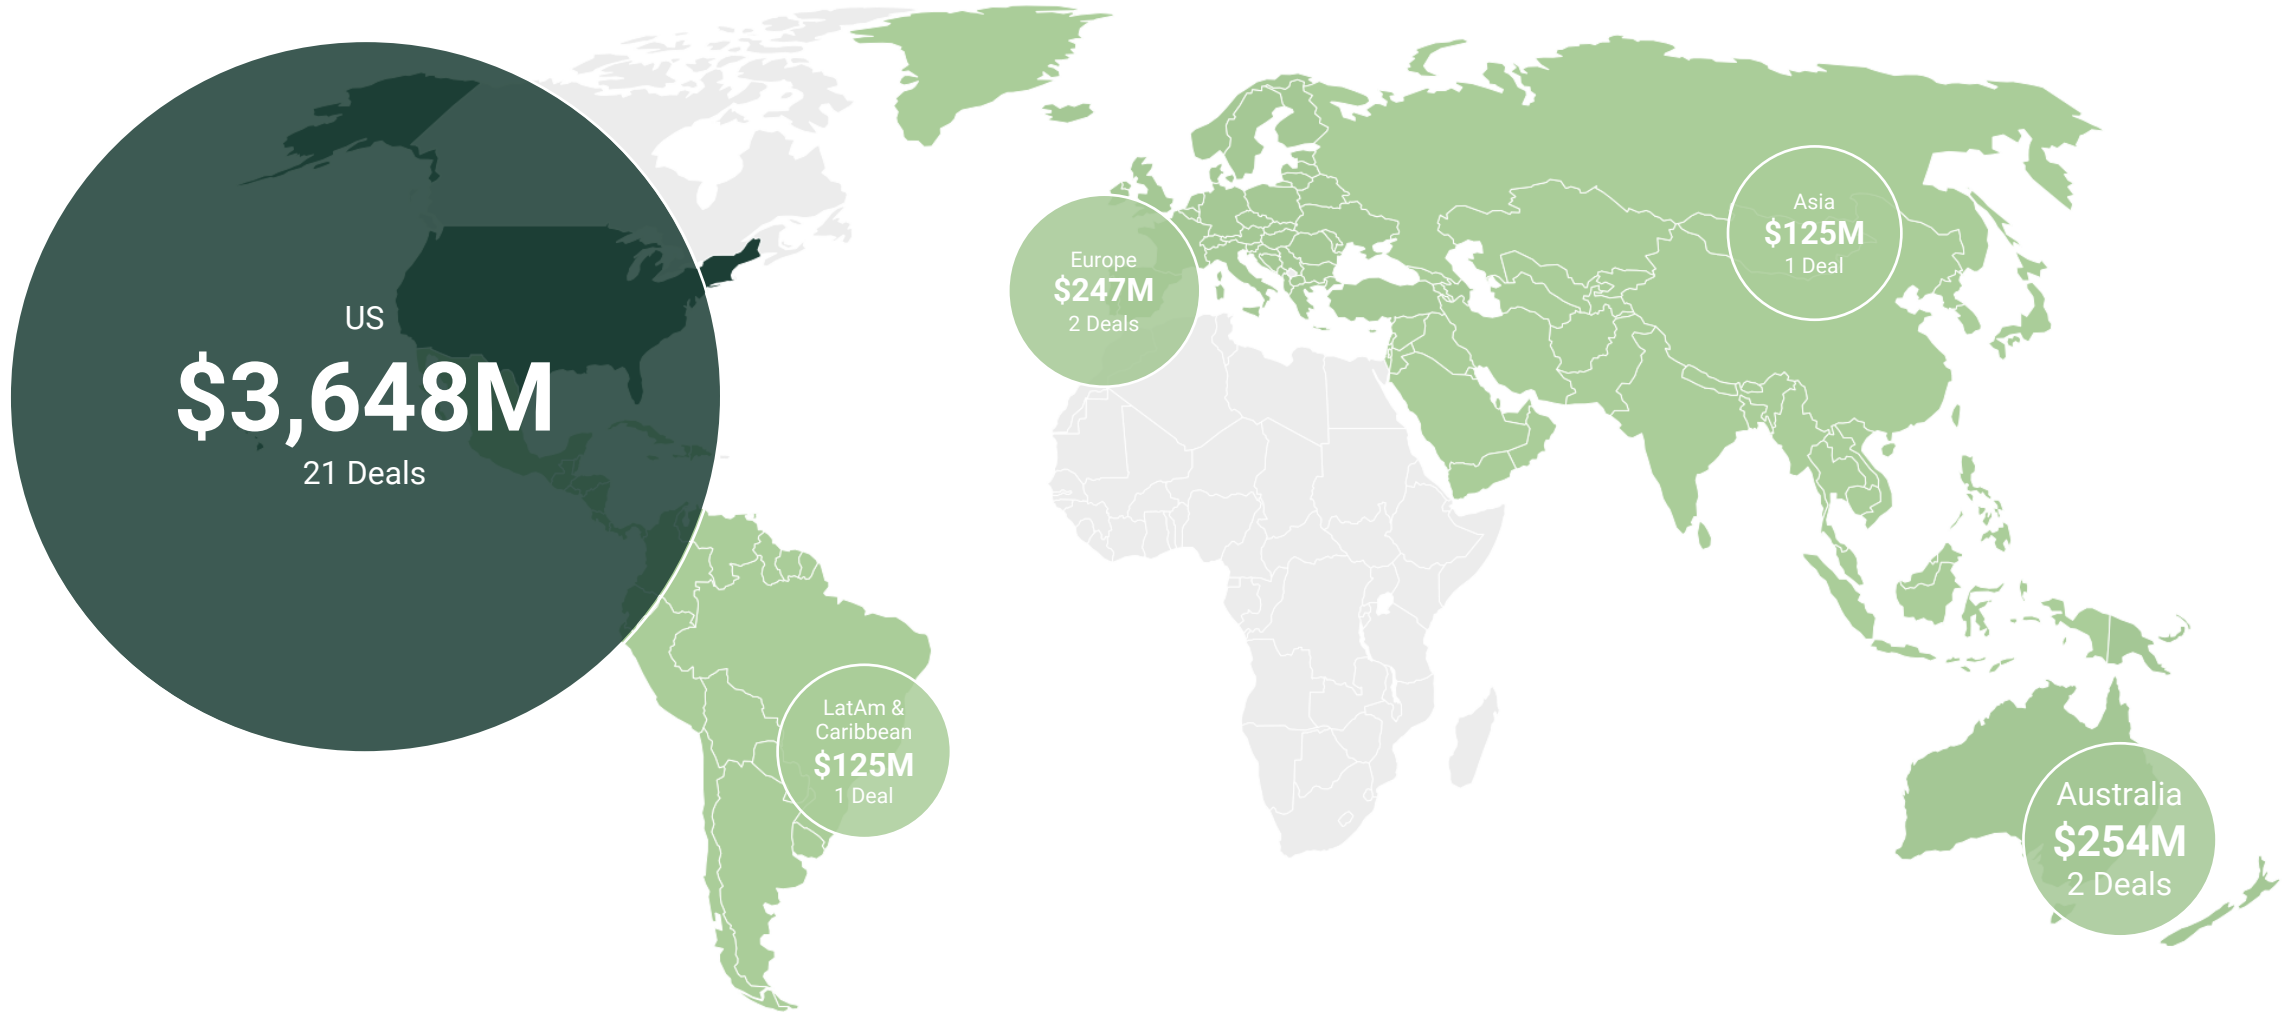 US
$3,648M
21 Deals
Europe
$247M
2 Deals
Asia
$125M
1 Deal
LatAm &
Caribbean
$125M
1 Deal
Australia
$254M
2 Deals